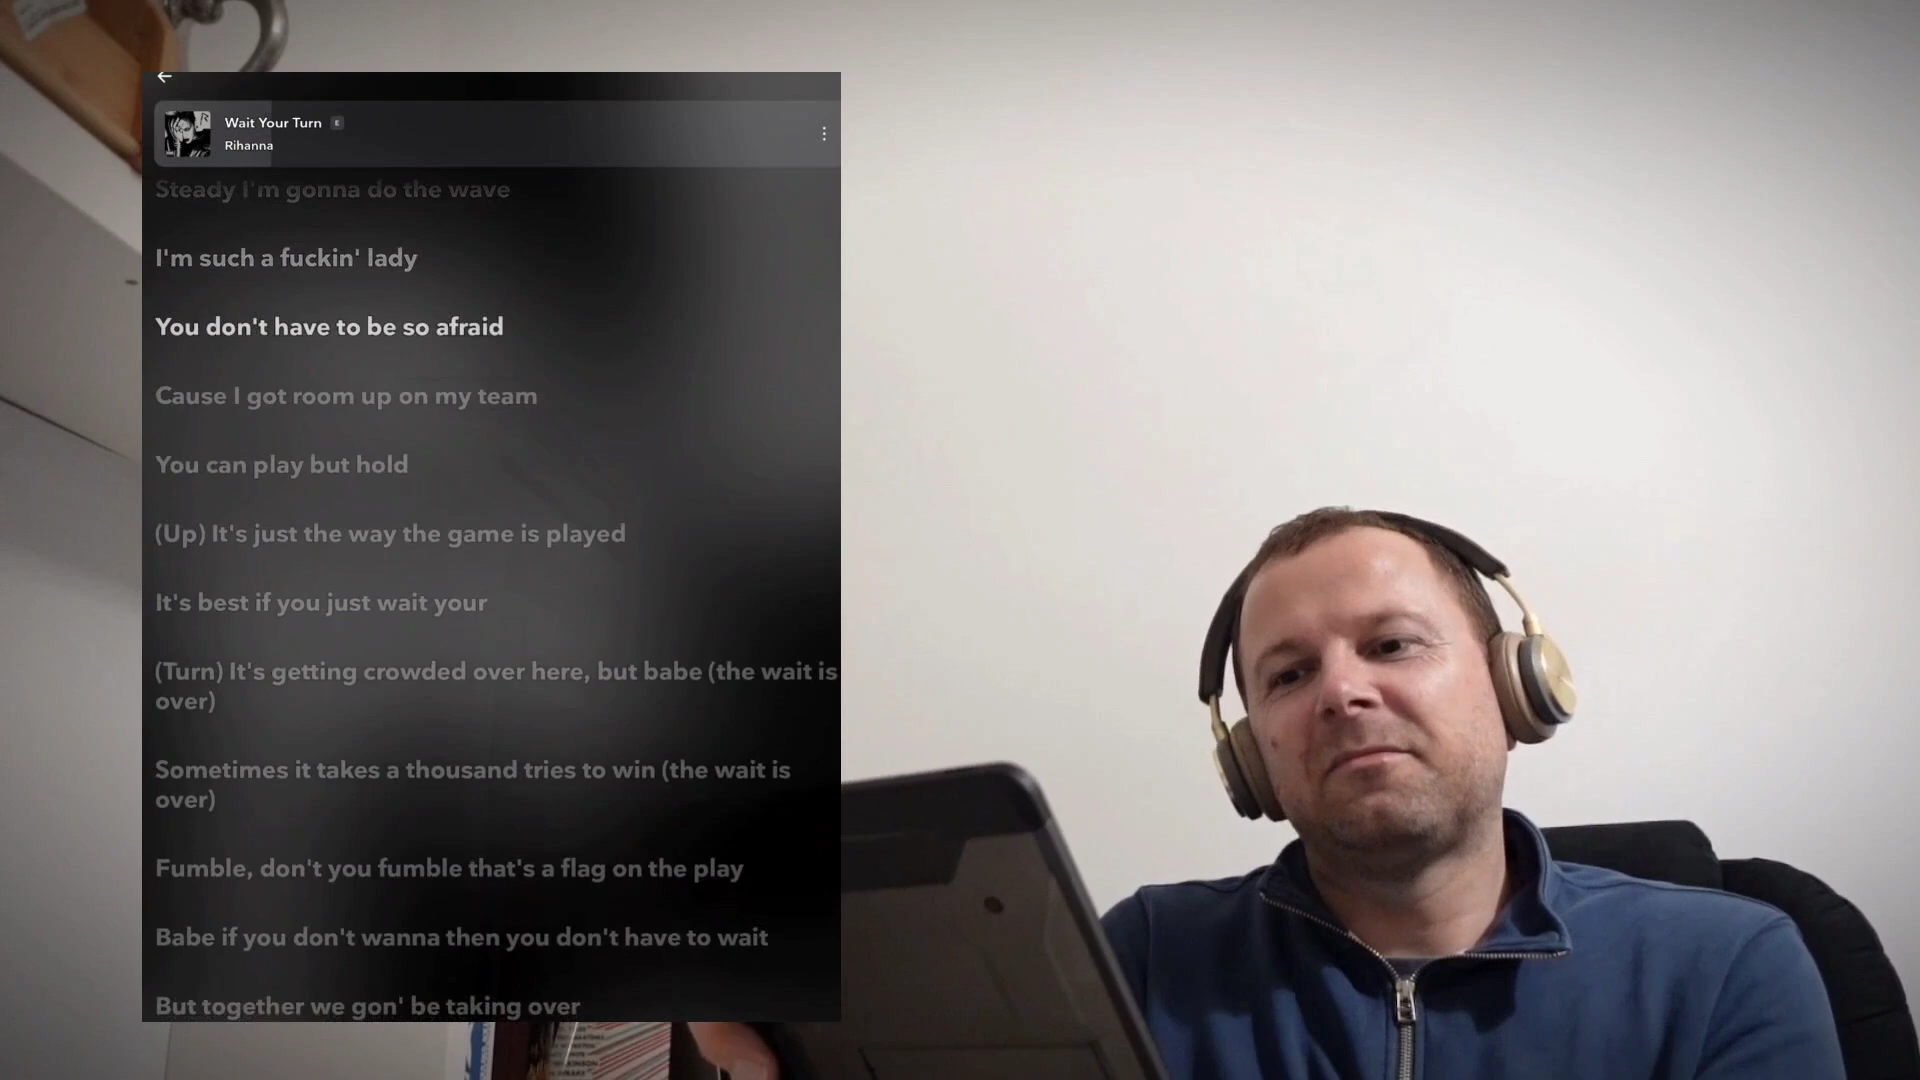 Wait Your Turn E
Rihanna
Steady I'm gonna do the wave
I'm such a fuckin' lady
You don't have to be so afraid
Cause I got room up on my team
You can play but hold
(Up) It's just the way the game is played
It's best if you just wait your
(Turn) It's getting crowded over here, but babe (the wait is
over)
Sometimes it takes a thousand tries to win (the wait is
over)
Fumble, don't you fumble that's a flag on the play
Babe if you don't wanna then you don't have to wait
But together we gon' be taking over